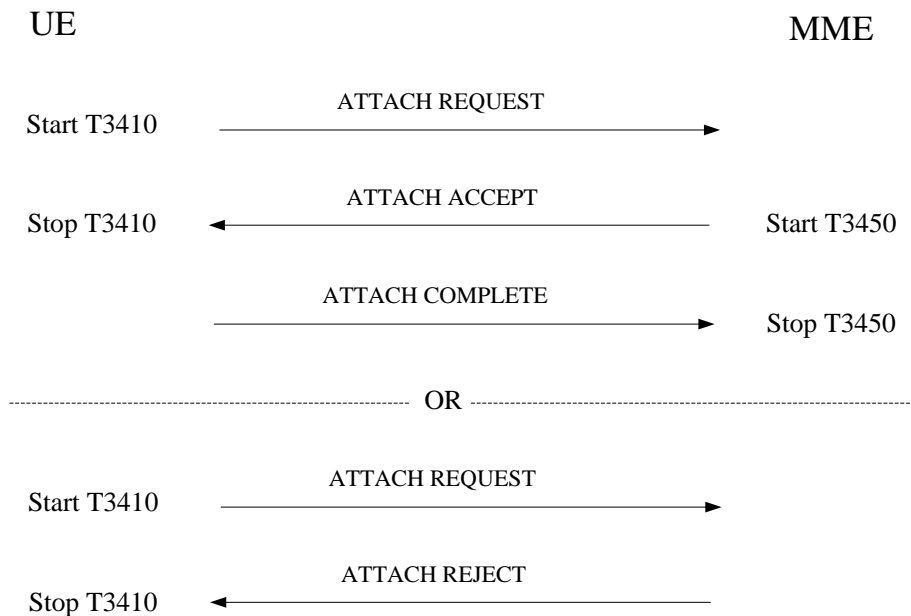 UE MME
ATTACH REQUEST
Start T3410
ATTACH ACCEPT
Stop T3410 Start T3450
ATTACH COMPLETE
Stop T3450
OR
ATTACH REQUEST
Start T3410
ATTACH REJECT
Stop T3410